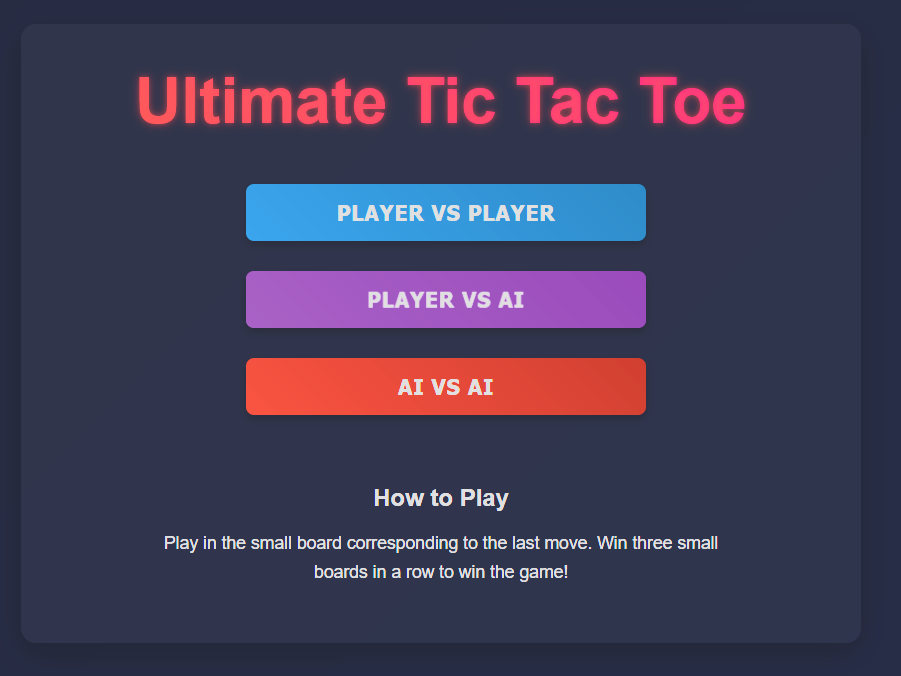 Ultimate Tic Tac Toe
PLAYER VS PLAYER
PLAYER VS AI
AI VS AI
How to Play
Play in the small board corresponding to the last move. Win three small
boards in a row to win the game!